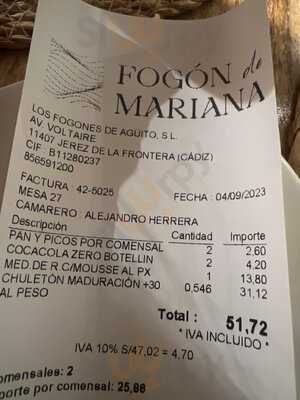 FOGÓN de
MARIANA
LOS FOGONES DE AGUITO, S.L.
AV. VOLTAIRE
11407 JEREZ DE LA FRONTERA (CÁDIZ)
CIF : B11280237
856591200
FACTURA : 42-5025
FECHA : 04/09/2023
MESA 27
CAMARERO : ALEJANDRO HERRERA
Descripción Cantidad Importe
PAN Y PICOS POR COMENSAL 2 2,60
COCACOLA ZERO BOTELLIN 2 4,20
MED.DE R C/MOUSSE AL PX 1 13,80
CHULETÓN MADURACIÓN +30 0,546 31,12
AL PESO
Total : 51,72
* IVA INCLUIDO *
IVA 10% S/47,02 = 4,70
omensales: 2
porte por comensal: 25,86